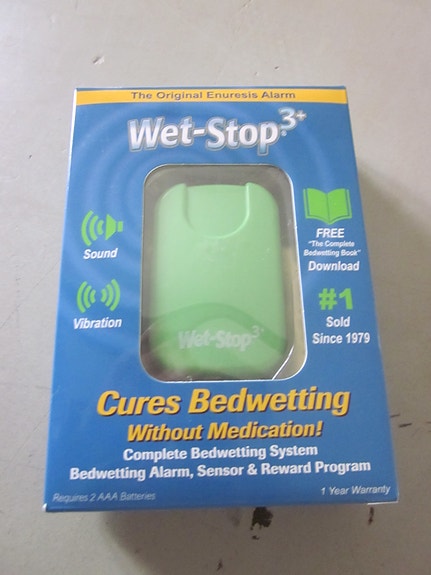 The Original Enuresis Alarm
Wet-Stop.3+
Sound
Vibration
FREE
"The Complete
Bedwetting Book"
Download
#1
Sold
Since 1979
Wet-Stop3+
Cures Bedwetting
Without Medication!
Complete Bedwetting System
Bedwetting Alarm, Sensor & Reward Program
Requires 2 AAA Batteries
1 Year Warranty